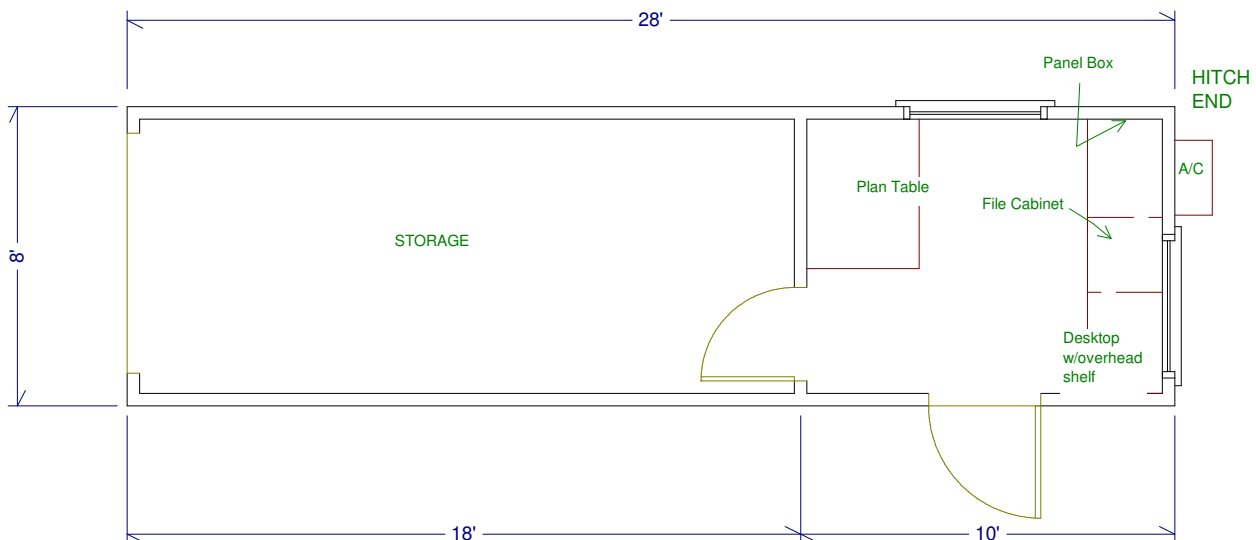 28'
Panel Box
HITCH
END
A/C
Plan Table
File Cabinet
STORAGE
8'
Desktop
w/overhead
shelf
18'
10'